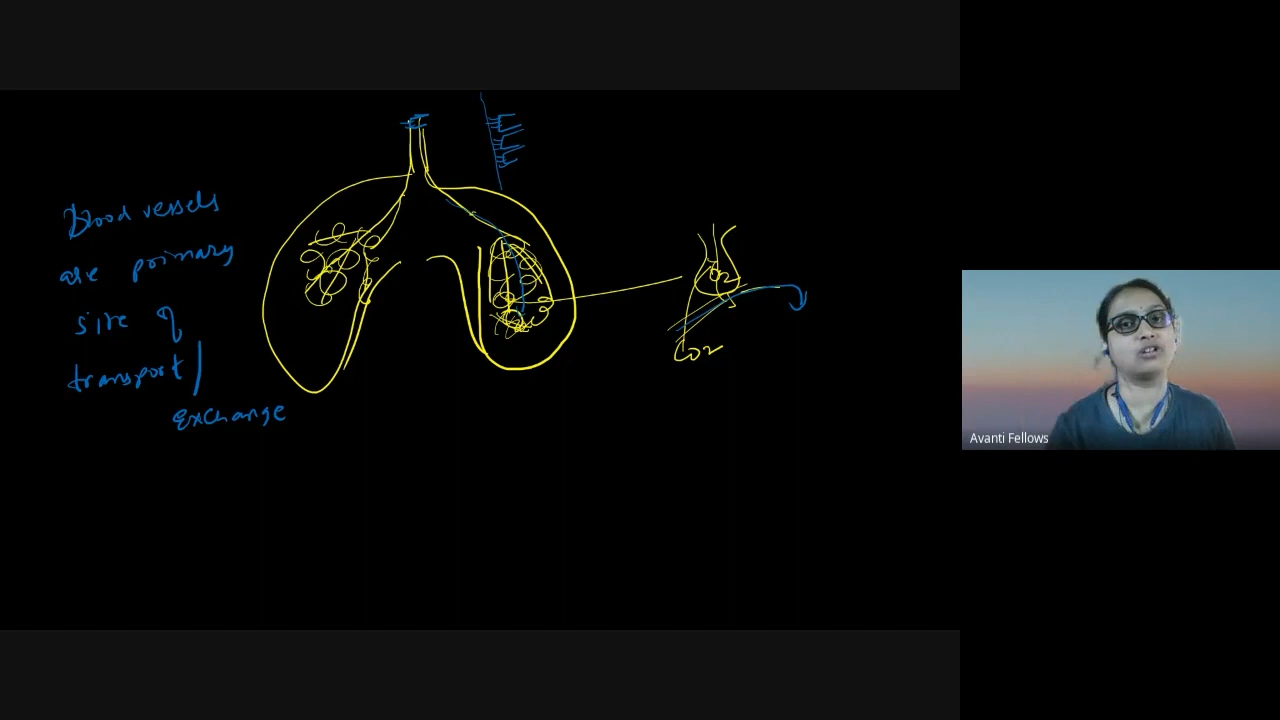 Blood vessels
are primary
site of
transport/
Exchange
O2
CO2
Avanti Fellows